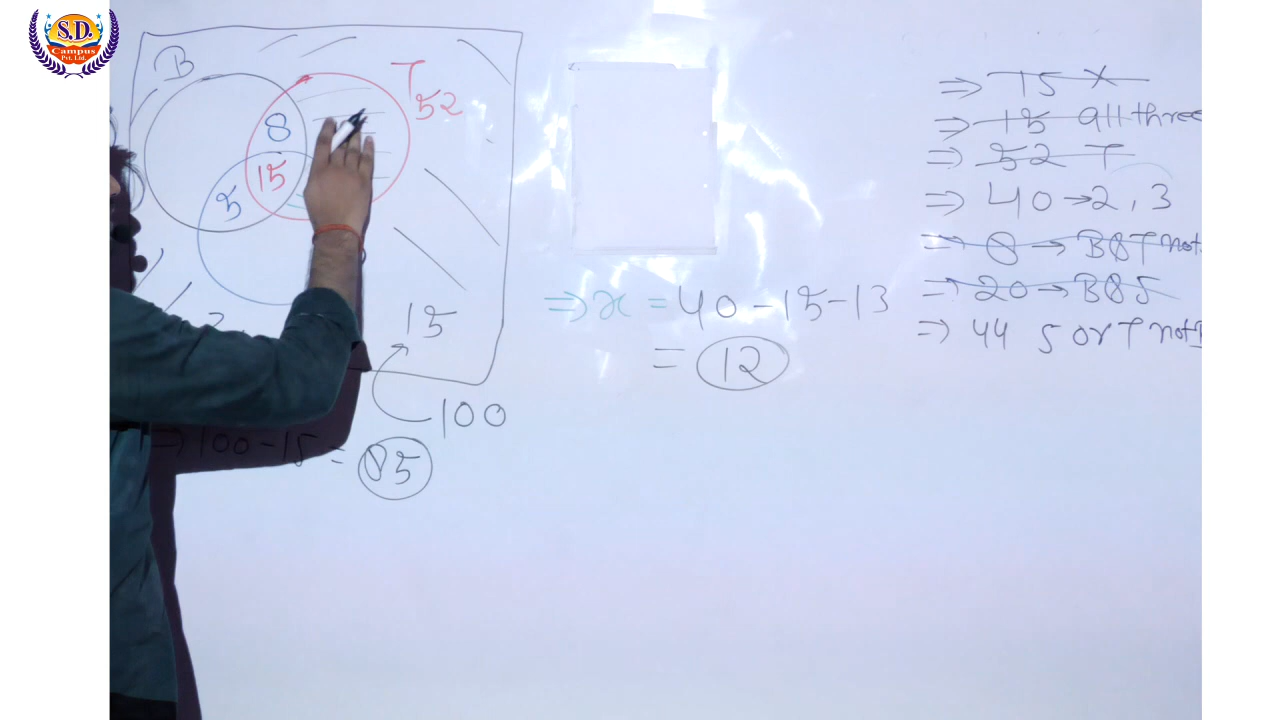 S.D.
Campus
Pvt. Ltd.
B
T
52
8
15
5
15
100
⇒ 100 - 15 = 85
⇒ x = 40 - 15 - 13
= 12
⇒ 15 X
⇒ 15 all three
⇒ 52 T
⇒ 40 → 2, 3
⇒ 8 → B & T not
⇒ 20 → B & S
⇒ 44 S or T not